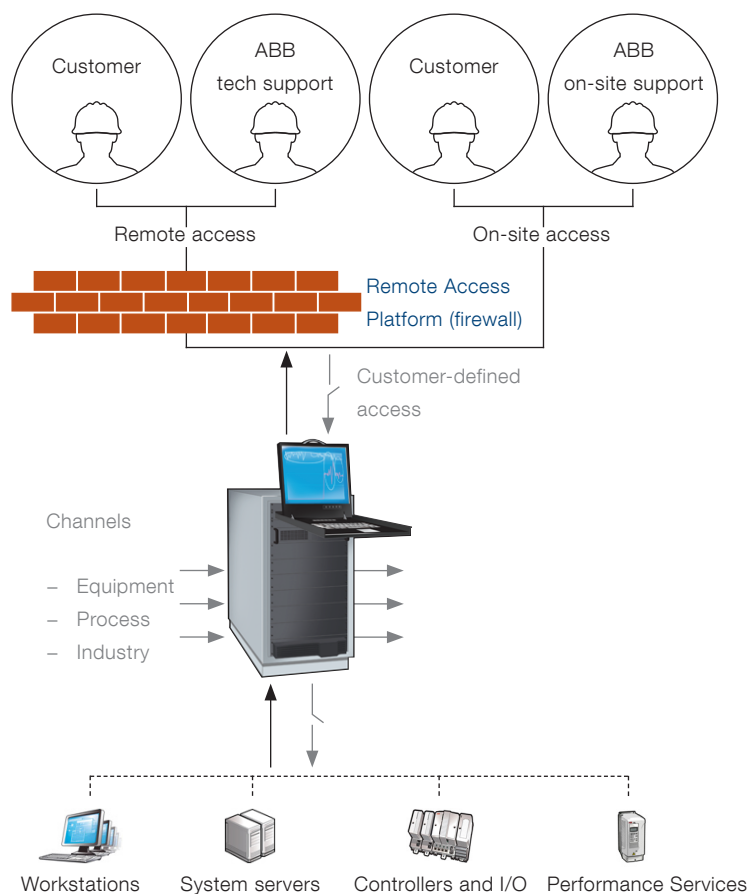 Customer
ABB
tech support
Customer
ABB
on-site support
Remote access
On-site access
Remote Access
Platform (firewall)
Customer-defined
access
Channels
– Equipment
– Process
– Industry
Workstations
System servers
Controllers and I/O
Performance Services